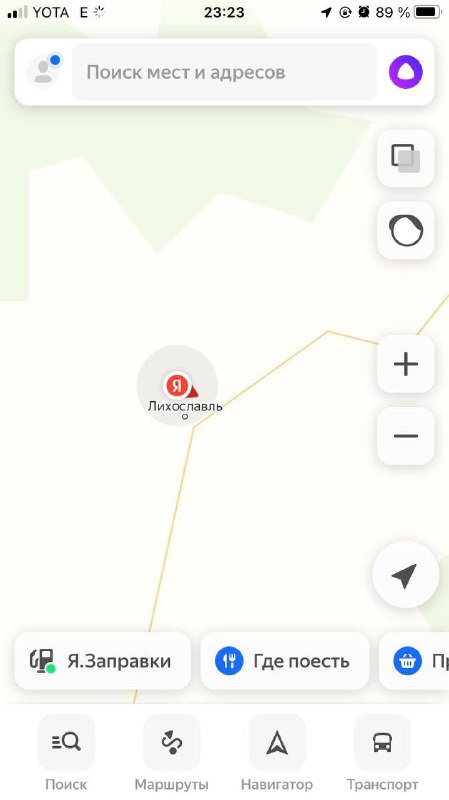 YOTA E 23:23 89 %
Поиск мест и адресов
Я
Лихославль
Я.Заправки Где поесть Пр
Поиск Маршруты Навигатор Транспорт